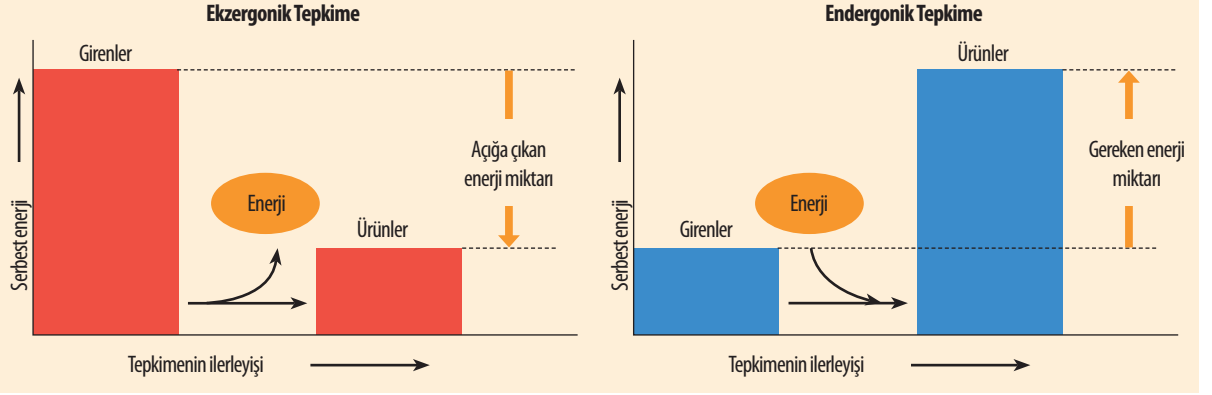 Ekzergonik Tepkime
Girenler
Açığa çıkan
enerji miktarı
Enerji
Ürünler
Serbest enerji
Tepkimenin ilerleyişi
Endergonik Tepkime
Ürünler
Gereken enerji
miktarı
Enerji
Girenler
Serbest enerji
Tepkimenin ilerleyişi